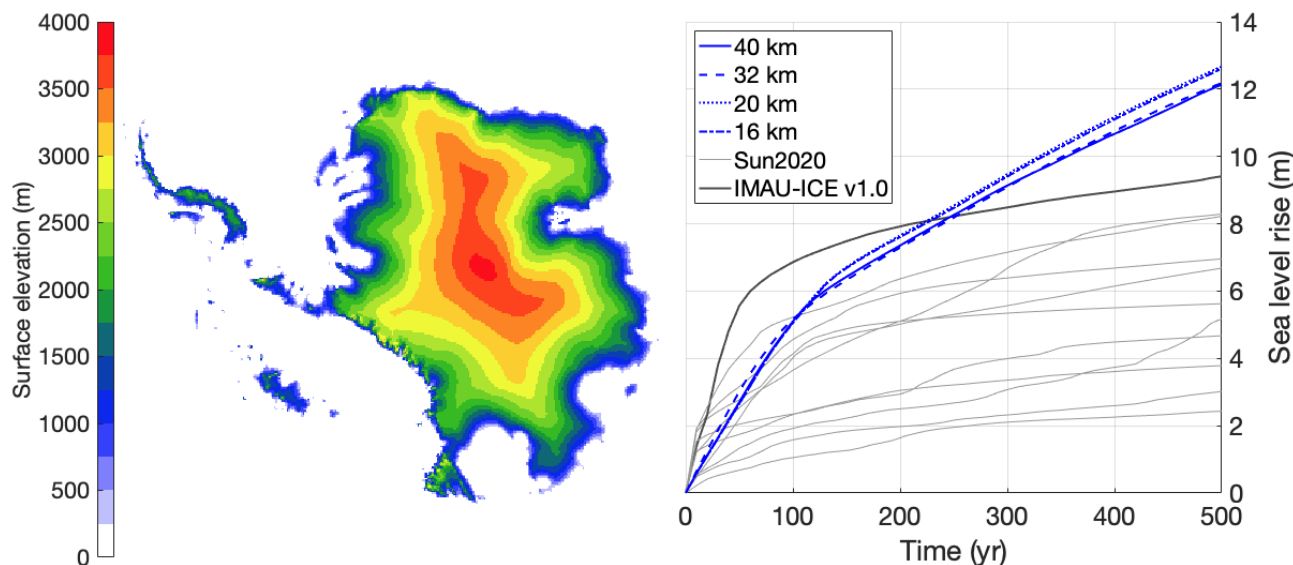 4000
3500
3000
2500
2000
1500
1000
500
0
Surface elevation (m)
40 km
32 km
20 km
16 km
Sun2020
IMAU-ICE v1.0
14
12
10
8
6
4
2
0
Sea level rise (m)
0 100 200 300 400 500
Time (yr)